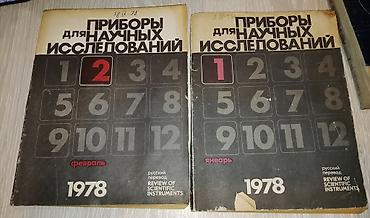 ПРИБОРЫ
ДЛЯ НАУЧНЫХ
ИССЛЕДОВАНИЙ
1 2 3 4
5 6 7 8
9 10 11 12
февраль
1978
русский
перевод
REVIEW OF
SCIENTIFIC
INSTRUMENTS
ПРИБОРЫ
ДЛЯ НАУЧНЫХ
ИССЛЕДОВАНИЙ
1 2 3 4
5 6 7 8
9 10 11 12
январь
1978
русский
перевод
REVIEW OF
SCIENTIFIC
INSTRUMENTS